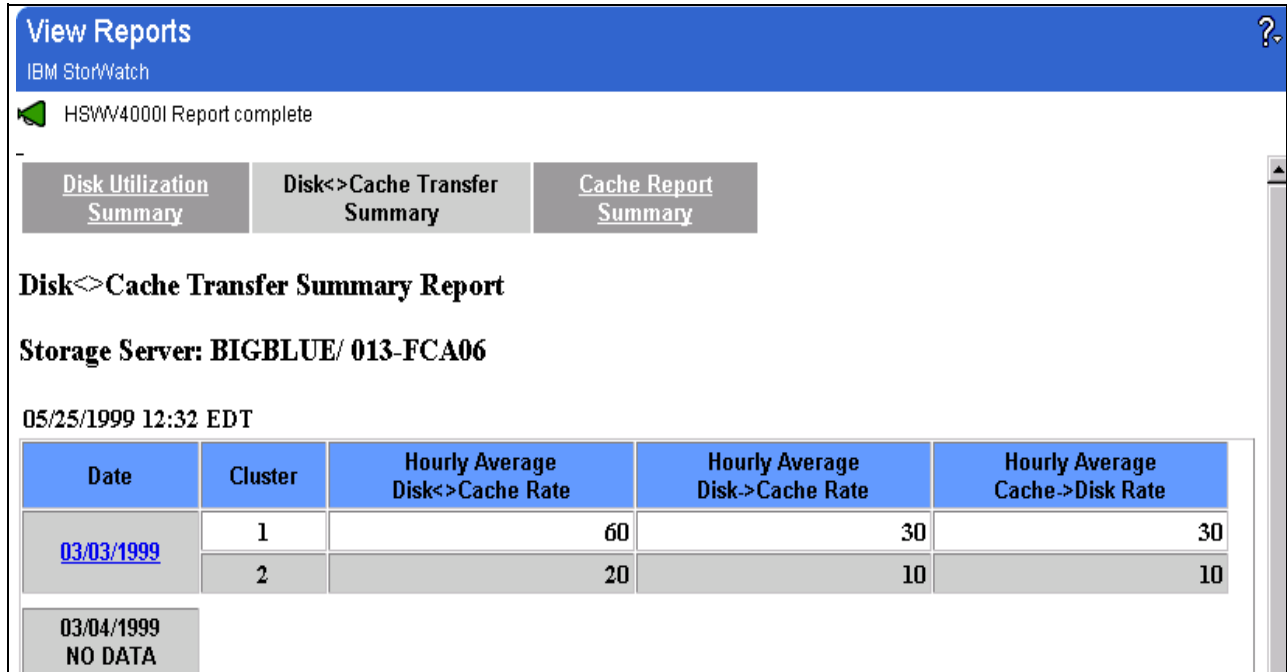 View Reports
IBM StorWatch
HSWV4000I Report complete
Disk Utilization Summary
Disk<>Cache Transfer Summary
Cache Report Summary
Disk<>Cache Transfer Summary Report
Storage Server: BIGBLUE/ 013-FCA06
05/25/1999 12:32 EDT
Date Cluster Hourly Average Disk<>Cache Rate Hourly Average Disk->Cache Rate Hourly Average Cache->Disk Rate
03/03/1999 1 60 30 30
2 20 10 10
03/04/1999
NO DATA